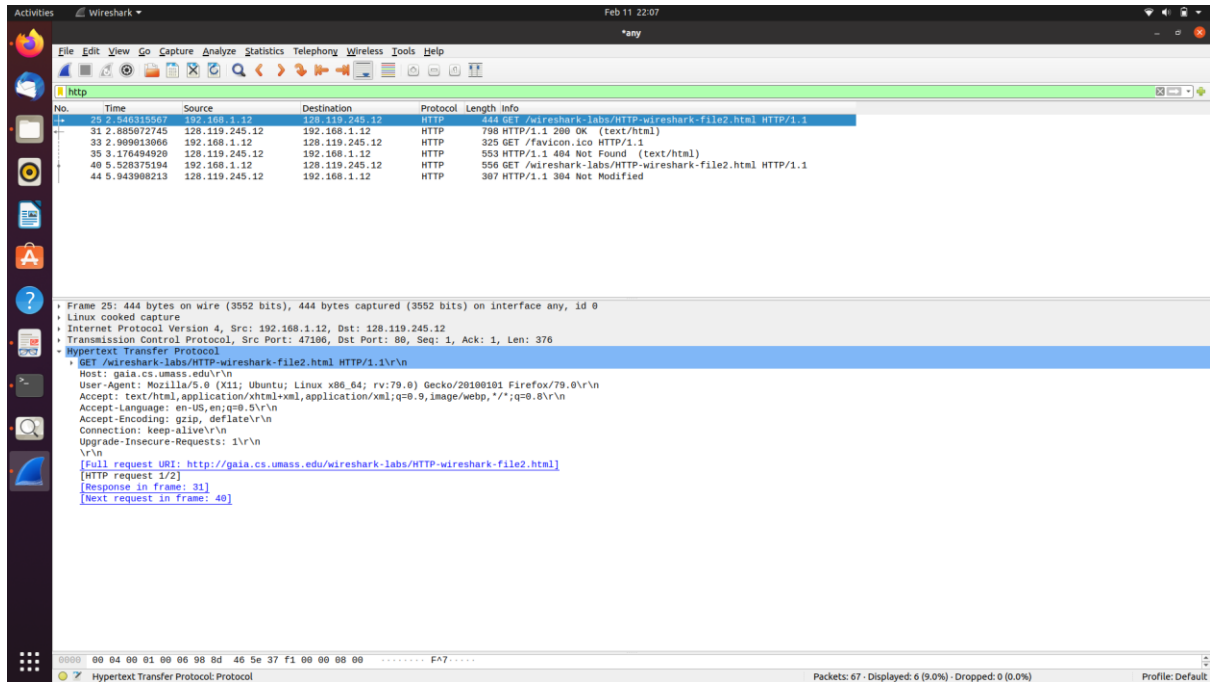 Activities Wireshark Feb 11 22:07
*any
File Edit View Go Capture Analyze Statistics Telephony Wireless Tools Help
http
No. Time Source Destination Protocol Length Info
25 2.546315567 192.168.1.12 128.119.245.12 HTTP 444 GET /wireshark-labs/HTTP-wireshark-file2.html HTTP/1.1
31 2.885072745 128.119.245.12 192.168.1.12 HTTP 798 HTTP/1.1 200 OK (text/html)
33 2.909013066 192.168.1.12 128.119.245.12 HTTP 325 GET /favicon.ico HTTP/1.1
35 3.176494920 128.119.245.12 192.168.1.12 HTTP 553 HTTP/1.1 404 Not Found (text/html)
40 5.528375194 192.168.1.12 128.119.245.12 HTTP 556 GET /wireshark-labs/HTTP-wireshark-file2.html HTTP/1.1
44 5.943908213 128.119.245.12 192.168.1.12 HTTP 307 HTTP/1.1 304 Not Modified
Frame 25: 444 bytes on wire (3552 bits), 444 bytes captured (3552 bits) on interface any, id 0
Linux cooked capture
Internet Protocol Version 4, Src: 192.168.1.12, Dst: 128.119.245.12
Transmission Control Protocol, Src Port: 47106, Dst Port: 80, Seq: 1, Ack: 1, Len: 376
Hypertext Transfer Protocol
GET /wireshark-labs/HTTP-wireshark-file2.html HTTP/1.1\r\n
Host: gaia.cs.umass.edu\r\n
User-Agent: Mozilla/5.0 (X11; Ubuntu; Linux x86_64; rv:79.0) Gecko/20100101 Firefox/79.0\r\n
Accept: text/html,application/xhtml+xml,application/xml;q=0.9,image/webp,*/*;q=0.8\r\n
Accept-Language: en-US,en;q=0.5\r\n
Accept-Encoding: gzip, deflate\r\n
Connection: keep-alive\r\n
Upgrade-Insecure-Requests: 1\r\n
\r\n
[Full request URI: http://gaia.cs.umass.edu/wireshark-labs/HTTP-wireshark-file2.html]
[HTTP request 1/2]
[Response in frame: 31]
[Next request in frame: 40]
0000 00 04 00 01 00 06 98 8d 46 5e 37 f1 00 00 08 00 ········ F^7·····
Hypertext Transfer Protocol: Protocol Packets: 67 · Displayed: 6 (9.0%) · Dropped: 0 (0.0%) Profile: Default